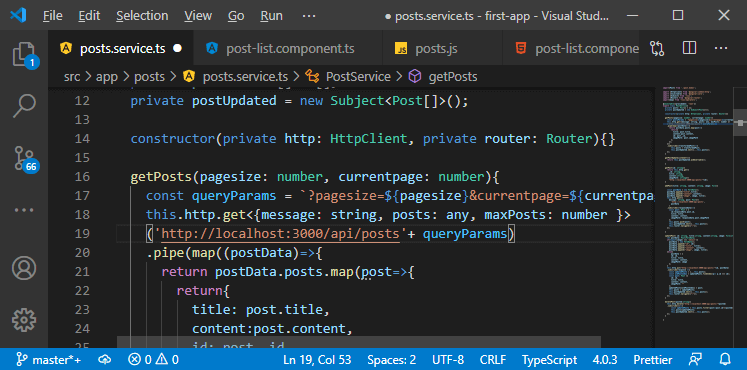 File Edit Selection View Go Run ··· ● posts.service.ts - first-app - Visual Stud...
posts.service.ts ● post-list.component.ts JS posts.js post-list.compone
src > app > posts > posts.service.ts > PostService > getPosts
12 private postUpdated = new Subject<Post[]>();
13
14 constructor(private http: HttpClient, private router: Router){}
15
16 getPosts(pagesize: number, currentpage: number){
17 const queryParams = `?pagesize=${pagesize}&currentpage=${currentpa
18 this.http.get<{message: string, posts: any, maxPosts: number }>
19 ('http://localhost:3000/api/posts'+ queryParams)
20 .pipe(map((postData)=>{
21 return postData.posts.map(post=>{
22 return{
23 title: post.title,
24 content:post.content,
25 id: post._id
1
66
master*+ 0 0 Ln 19, Col 53 Spaces: 2 UTF-8 CRLF TypeScript 4.0.3 Prettier